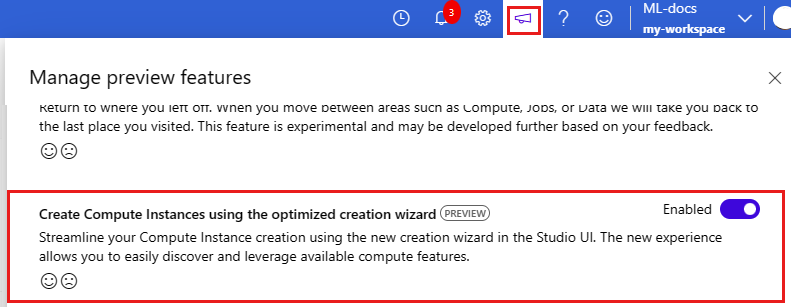 3
ML-docs
my-workspace
Manage preview features
Return to where you left off. When you move between areas such as Compute, Jobs, or Data we will take you back to
the last place you visited. This feature is experimental and may be developed further based on your feedback.
Create Compute Instances using the optimized creation wizard PREVIEW
Enabled
Streamline your Compute Instance creation using the new creation wizard in the Studio UI. The new experience
allows you to easily discover and leverage available compute features.